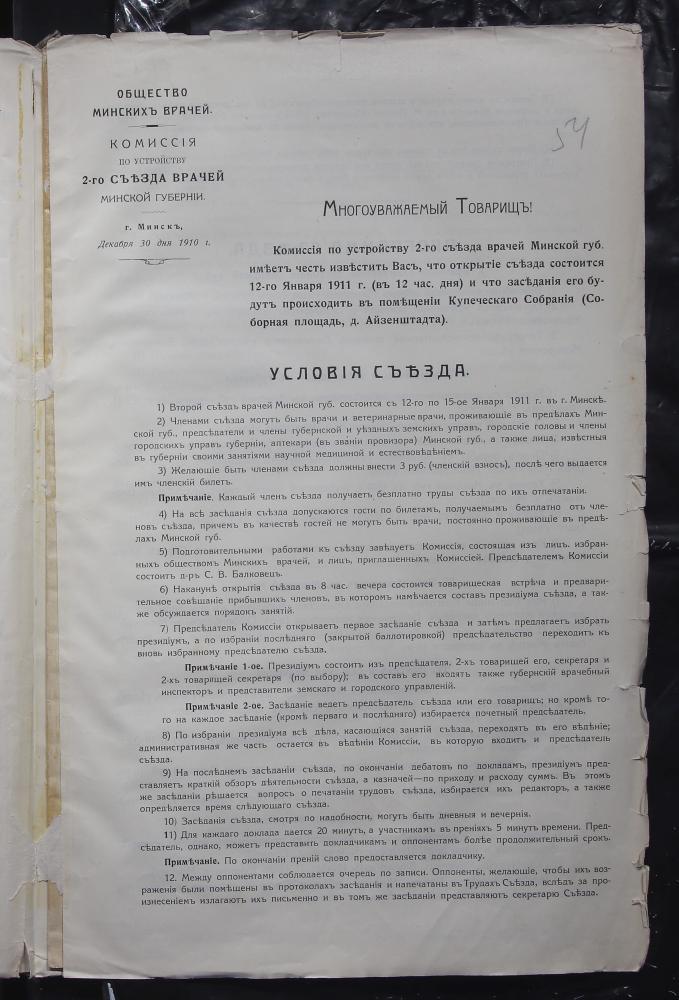 ОБЩЕСТВО
МИНСКИХЪ ВРАЧЕЙ.
КОМИССІЯ
ПО УСТРОЙСТВУ
2-го СЪѢЗДА ВРАЧЕЙ
МИНСКОЙ ГУБЕРНІИ.
г. Минскъ,
Декабря 30 дня 1910 г.
54
Многоуважаемый Товарищъ!
Комиссія по устройству 2-го съѣзда врачей Минской губ.
имѣетъ честь извѣстить Васъ, что открытіе съѣзда состоится
12-го Января 1911 г. (въ 12 час. дня) и что засѣданія его бу-
дутъ происходить въ помѣщеніи Купеческаго Собранія (Со-
борная площадь, д. Айзенштадта).
УСЛОВІЯ СЪѢЗДА.
1) Второй съѣздъ врачей Минской губ. состоится съ 12-го по 15-ое Января 1911 г. въ г. Минскѣ.
2) Членами съѣзда могутъ быть врачи и ветеринарные врачи, проживающіе въ предѣлахъ Мин-
ской губ., предсѣдатели и члены губернской и уѣздныхъ земскихъ управъ, городскіе головы и члены
городскихъ управъ губерніи, аптекари (въ званіи провизора) Минской губ., а также лица, извѣстныя
въ губерніи своими занятіями научной медициной и естествовѣдѣніемъ.
3) Желающіе быть членами съѣзда должны внести 3 руб. (членскій взносъ), послѣ чего выдается
имъ членскій билетъ.
Примѣчаніе. Каждый членъ съѣзда получаетъ безплатно труды съѣзда по ихъ отпечатаніи.
4) На всѣ засѣданія съѣзда допускаются гости по билетамъ, получаемымъ безплатно отъ чле-
новъ съѣзда, причемъ въ качествѣ гостей не могутъ быть врачи, постоянно проживающіе въ предѣ-
лахъ Минской губ.
5) Подготовительными работами къ съѣзду завѣдуетъ Комиссія, состоящая изъ лицъ, избран-
ныхъ обществомъ Минскихъ врачей, и лицъ, приглашенныхъ Комиссіей. Предсѣдателемъ Комиссіи
состоитъ д-ръ С. В. Балковецъ.
6) Наканунѣ открытія съѣзда въ 8 час. вечера состоится товарищеская встрѣча и предвари-
тельное совѣщаніе прибывшихъ членовъ, въ которомъ намѣчается составъ президіума съѣзда, а так-
же обсуждается порядокъ занятій.
7) Предсѣдатель Комиссіи открываетъ первое засѣданіе съѣзда и затѣмъ предлагаетъ избрать
президіумъ, а по избраніи послѣдняго (закрытой баллотировкой) предсѣдательство переходитъ къ
вновь избранному предсѣдателю съѣзда.
Примѣчаніе 1-ое. Президіумъ состоитъ изъ предсѣдателя, 2-хъ товарищей его, секретаря и
2-хъ товарищей секретаря (по выбору); въ составъ его входятъ также губернскій врачебный
инспекторъ и представители земскаго и городского управленій.
Примѣчаніе 2-ое. Засѣданіе ведетъ предсѣдатель съѣзда или его товарищъ; но кромѣ то-
го на каждое засѣданіе (кромѣ перваго и послѣдняго) избирается почетный предсѣдатель.
8) По избраніи президіума всѣ дѣла, касающіяся занятій съѣзда, переходятъ въ его вѣдѣніе;
административная же часть остается въ вѣдѣніи Комиссіи, въ которую входитъ и предсѣдатель
съѣзда.
9) На послѣднемъ засѣданіи съѣзда, по окончаніи дебатовъ по докладамъ, президіумъ пред-
ставляетъ краткій обзоръ дѣятельности съѣзда, а казначей—по приходу и расходу суммъ. Въ этомъ
же засѣданіи рѣшается вопросъ о печатаніи трудовъ съѣзда, избирается ихъ редакторъ, а также
опредѣляется время слѣдующаго съѣзда.
10) Засѣданія съѣзда, смотря по надобности, могутъ быть дневныя и вечернія.
11) Для каждаго доклада дается 20 минутъ, а участникамъ въ преніяхъ 5 минутъ времени. Пред-
сѣдатель, однако, можетъ представить докладчикамъ и оппонентамъ болѣе продолжительный срокъ.
Примѣчаніе. По окончаніи преній слово предоставляется докладчику.
12. Между оппонентами соблюдается очередь по записи. Оппоненты, желающіе, чтобы ихъ воз-
раженія были помѣщены въ протоколахъ засѣданія и напечатаны въ Трудахъ Съѣзда, вслѣдъ за про-
изнесеніемъ излагаютъ ихъ письменно и въ томъ же засѣданіи представляютъ секретарю Съѣзда.